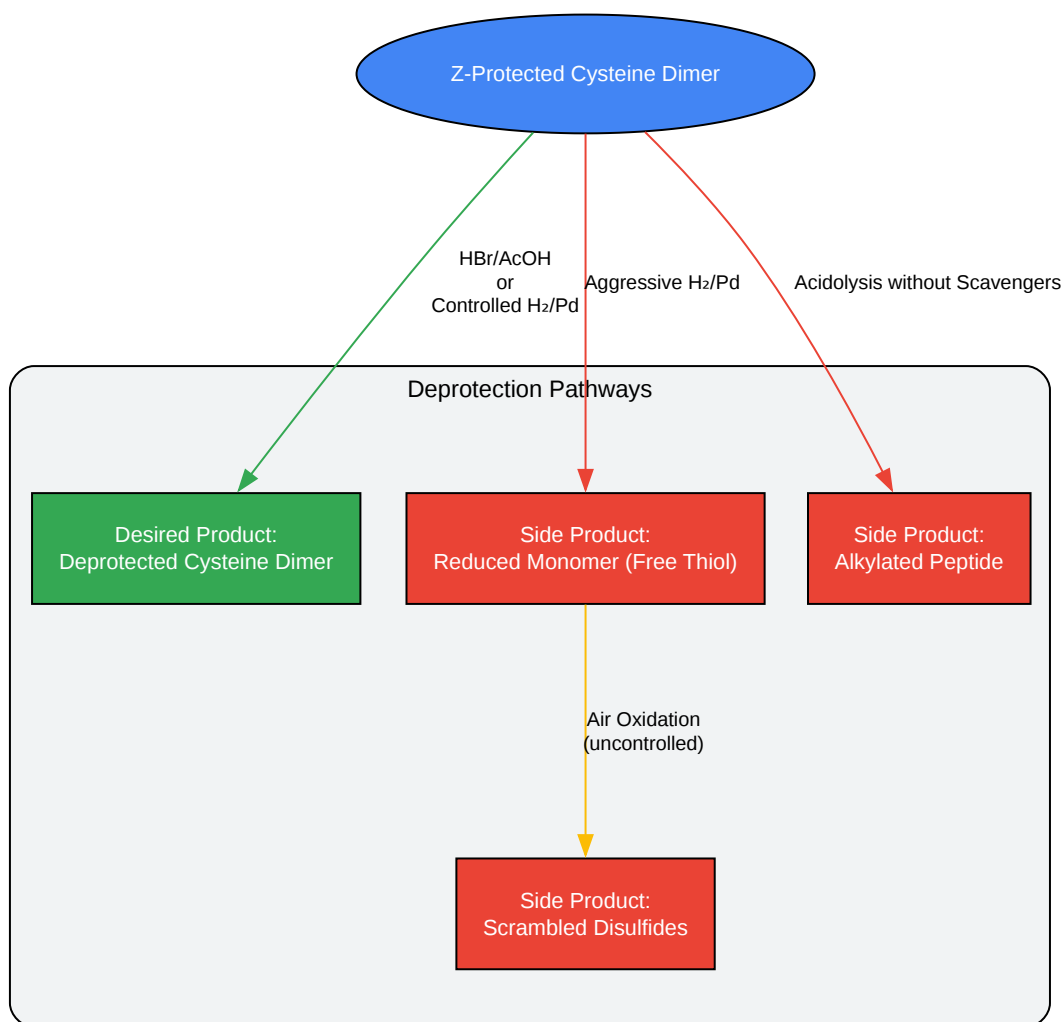 Z-Protected Cysteine Dimer
HBr/AcOH
or
Controlled H₂/Pd
Aggressive H₂/Pd
Acidolysis without Scavengers
Deprotection Pathways
Desired Product:
Deprotected Cysteine Dimer
Side Product:
Reduced Monomer (Free Thiol)
Side Product:
Alkylated Peptide
Air Oxidation
(uncontrolled)
Side Product:
Scrambled Disulfides